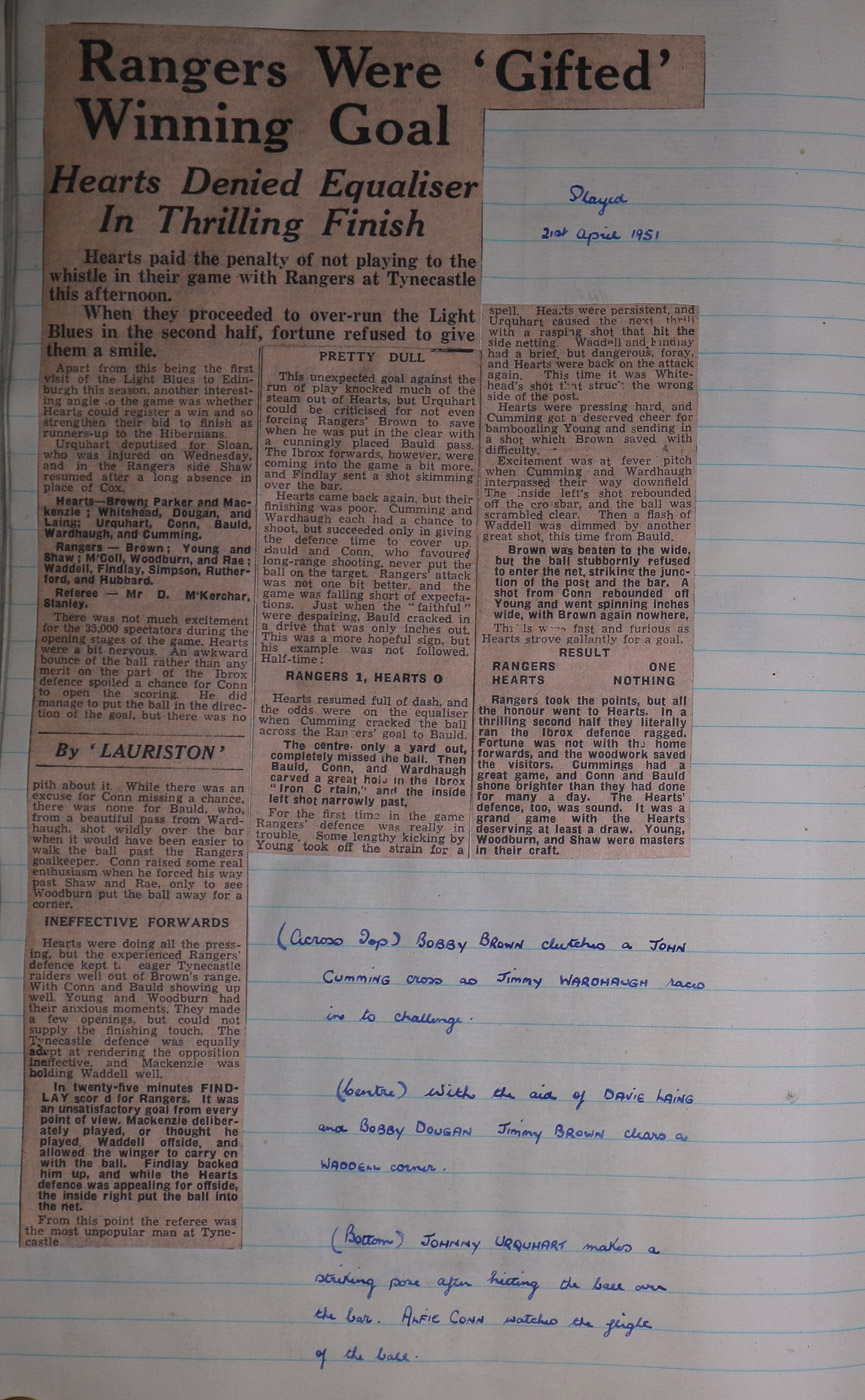 Rangers Were ‘Gifted’
Winning Goal
Hearts Denied Equaliser
In Thrilling Finish
Hearts paid the penalty of not playing to the
whistle in their game with Rangers at Tynecastle
this afternoon.
When they proceeded to over-run the Light
Blues in the second half, fortune refused to give
them a smile.
Apart from this being the first
visit of the Light Blues to Edin-
burgh this season, another interest-
ing angle to the game was whether
Hearts could register a win and so
strengthen their bid to finish as
runners-up to the Hibernians.
Urquhart deputised for Sloan,
who was injured on Wednesday,
and in the Rangers side Shaw
resumed after a long absence in
place of Cox.
Hearts—Brown; Parker and Mac-
kenzie; Whitehead, Dougan, and
Laing; Urquhart, Conn, Bauld,
Wardhaugh, and Cumming.
Rangers — Brown; Young and
Shaw; M‘Coll, Woodburn, and Rae;
Waddell, Findlay, Simpson, Ruther-
ford, and Hubbard.
Referee — Mr D. M‘Kerchar,
Stanley.
There was not much excitement
for the 35,000 spectators during the
opening stages of the game. Hearts
were a bit nervous. An awkward
bounce of the ball rather than any
merit on the part of the Ibrox
defence spoiled a chance for Conn
to open the scoring. He did
manage to put the ball in the direc-
tion of the goal, but there was no
By ‘LAURISTON’
pith about it. While there was an
excuse for Conn missing a chance,
there was none for Bauld, who,
from a beautiful pass from Ward-
haugh, shot wildly over the bar
when it would have been easier to
walk the ball past the Rangers
goalkeeper. Conn raised some real
enthusiasm when he forced his way
past Shaw and Rae, only to see
Woodburn put the ball away for a
corner.
INEFFECTIVE FORWARDS
Hearts were doing all the press-
ing, but the experienced Rangers'
defence kept t eager Tynecastle
raiders well out of Brown's range.
With Conn and Bauld showing up
well, Young and Woodburn had
their anxious moments. They made
a few openings, but could not
supply the finishing touch. The
Tynecastle defence was equally
adept at rendering the opposition
ineffective, and Mackenzie was
holding Waddell well.
In twenty-five minutes FIND-
LAY scor d for Rangers. It was
an unsatisfactory goal from every
point of view. Mackenzie deliber-
ately played, or thought he
played, Waddell offside, and
allowed the winger to carry on
with the ball. Findlay backed
him up, and while the Hearts
defence was appealing for offside,
the inside right put the ball into
the net.
From this point the referee was
the most unpopular man at Tyne-
castle
PRETTY DULL
This unexpected goal against the
run of play knocked much of the
steam out of Hearts, but Urquhart
could be criticised for not even
forcing Rangers' Brown to save
when he was put in the clear with
a cunningly placed Bauld pass.
The Ibrox forwards, however, were
coming into the game a bit more,
and Findlay sent a shot skimming
over the bar.
Hearts came back again, but their
finishing was poor. Cumming and
Wardhaugh each had a chance to
shoot, but succeeded only in giving
the defence time to cover up.
Bauld and Conn, who favoured
long-range shooting, never put the
ball on the target. Rangers' attack
was not one bit better, and the
game was falling short of expecta-
tions. Just when the “faithful”
were despairing, Bauld cracked in
a drive that was only inches out.
This was a more hopeful sign, but
his example was not followed.
Half-time:
RANGERS 1, HEARTS 0
Hearts resumed full of dash, and
the odds were on the equaliser
when Cumming cracked the ball
across the Rangers' goal to Bauld.
The centre, only a yard out,
completely missed the ball. Then
Bauld, Conn, and Wardhaugh
carved a great hole in the Ibrox
“Iron C rtain,” and the inside
left shot narrowly past.
For the first time in the game
Rangers' defence was really in
trouble. Some lengthy kicking by
Young took off the strain for a
spell. Hearts were persistent, and
Urquhart caused the next thrill
with a rasping shot that hit the
side netting. Waddell and Findlay
had a brief, but dangerous, foray,
and Hearts were back on the attack
again. This time it was White-
head's shot that struck the wrong
side of the post.
Hearts were pressing hard, and
Cumming got a deserved cheer for
bamboozling Young and sending in
a shot which Brown saved with
difficulty.
Excitement was at fever pitch
when Cumming and Wardhaugh
interpassed their way downfield
The inside left's shot rebounded
off the crossbar, and the ball was
scrambled clear. Then a flash of
Waddell was dimmed by another
great shot, this time from Bauld.
Brown was beaten to the wide,
but the ball stubbornly refused
to enter the net, striking the junc-
tion of the post and the bar. A
shot from Conn rebounded off
Young and went spinning inches
wide, with Brown again nowhere.
This was fast and furious as
Hearts strove gallantly for a goal.
RESULT
RANGERS ONE
HEARTS NOTHING
Rangers took the points, but all
the honour went to Hearts. In a
thrilling second half they literally
ran the Ibrox defence ragged.
Fortune was not with the home
forwards, and the woodwork saved
the visitors. Cummings had a
great game, and Conn and Bauld
shone brighter than they had done
for many a day. The Hearts'
defence, too, was sound. It was a
grand game with the Hearts
deserving at least a draw. Young,
Woodburn, and Shaw were masters
in their craft.
Played
21st April 1951
(Across Top) BOBBY BROWN clutches a JOHN
CUMMING cross as Jimmy WARDHAUGH races
in to challenge.
(Centre) With the aid of DAVIE LAING
and BOBBY DOUGAN Jimmy BROWN clears a
WADDELL corner.
(Bottom) JOHNNY URQUHART makes a
striking pose after hitting the ball over
the bar. ALFIE CONN watches the flight
of the ball.